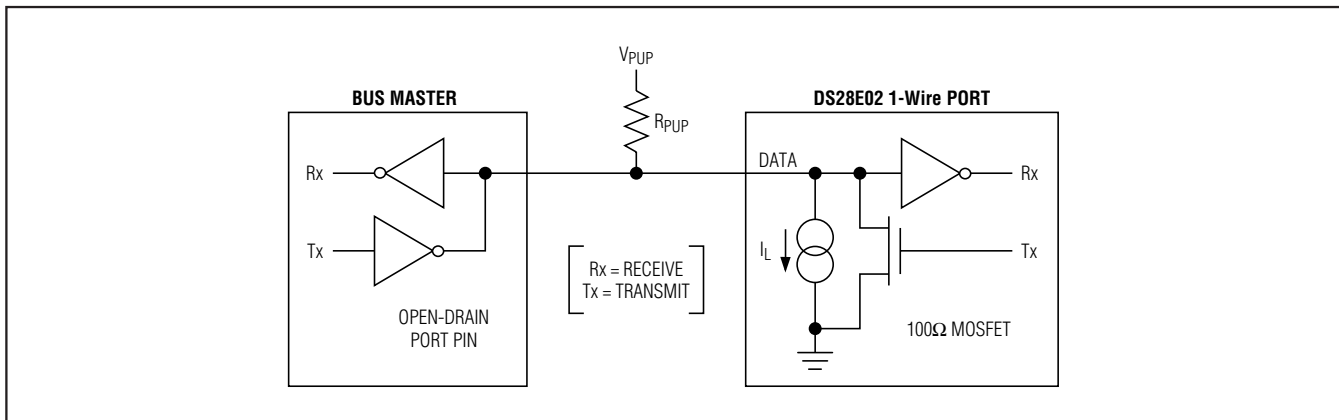 VPUP
BUS MASTER
DS28E02 1-Wire PORT
RPUP
Rx
DATA
Rx
Tx
IL
Tx
Rx = RECEIVE
Tx = TRANSMIT
OPEN-DRAIN
PORT PIN
100Ω MOSFET